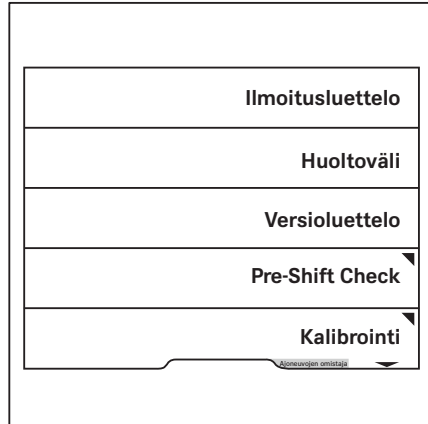 Ilmoitusluettelo
Huoltoväli
Versioluettelo
Pre-Shift Check
Kalibrointi
Ajoneuvojen omistaja